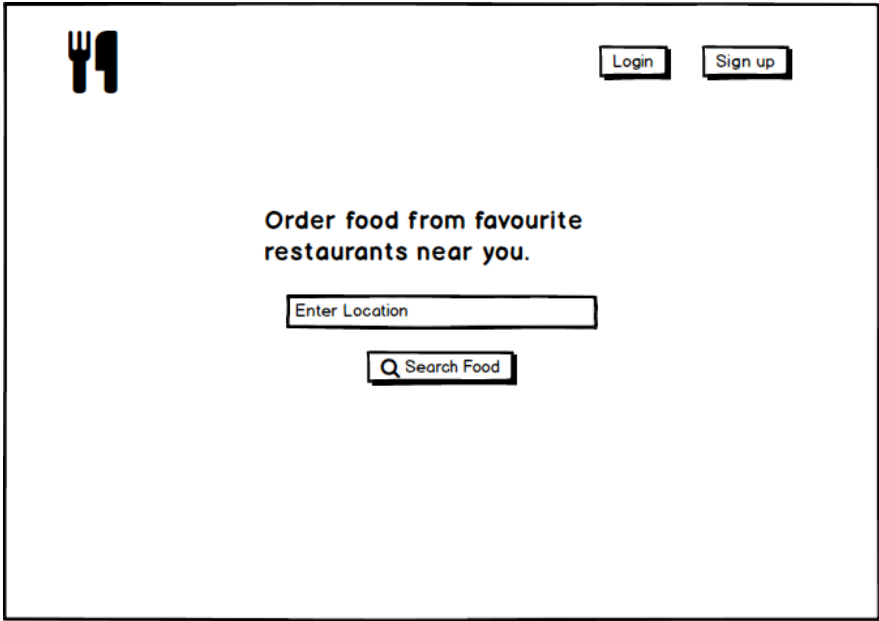 Login
Sign up
Order food from favourite
restaurants near you.
Enter Location
Search Food